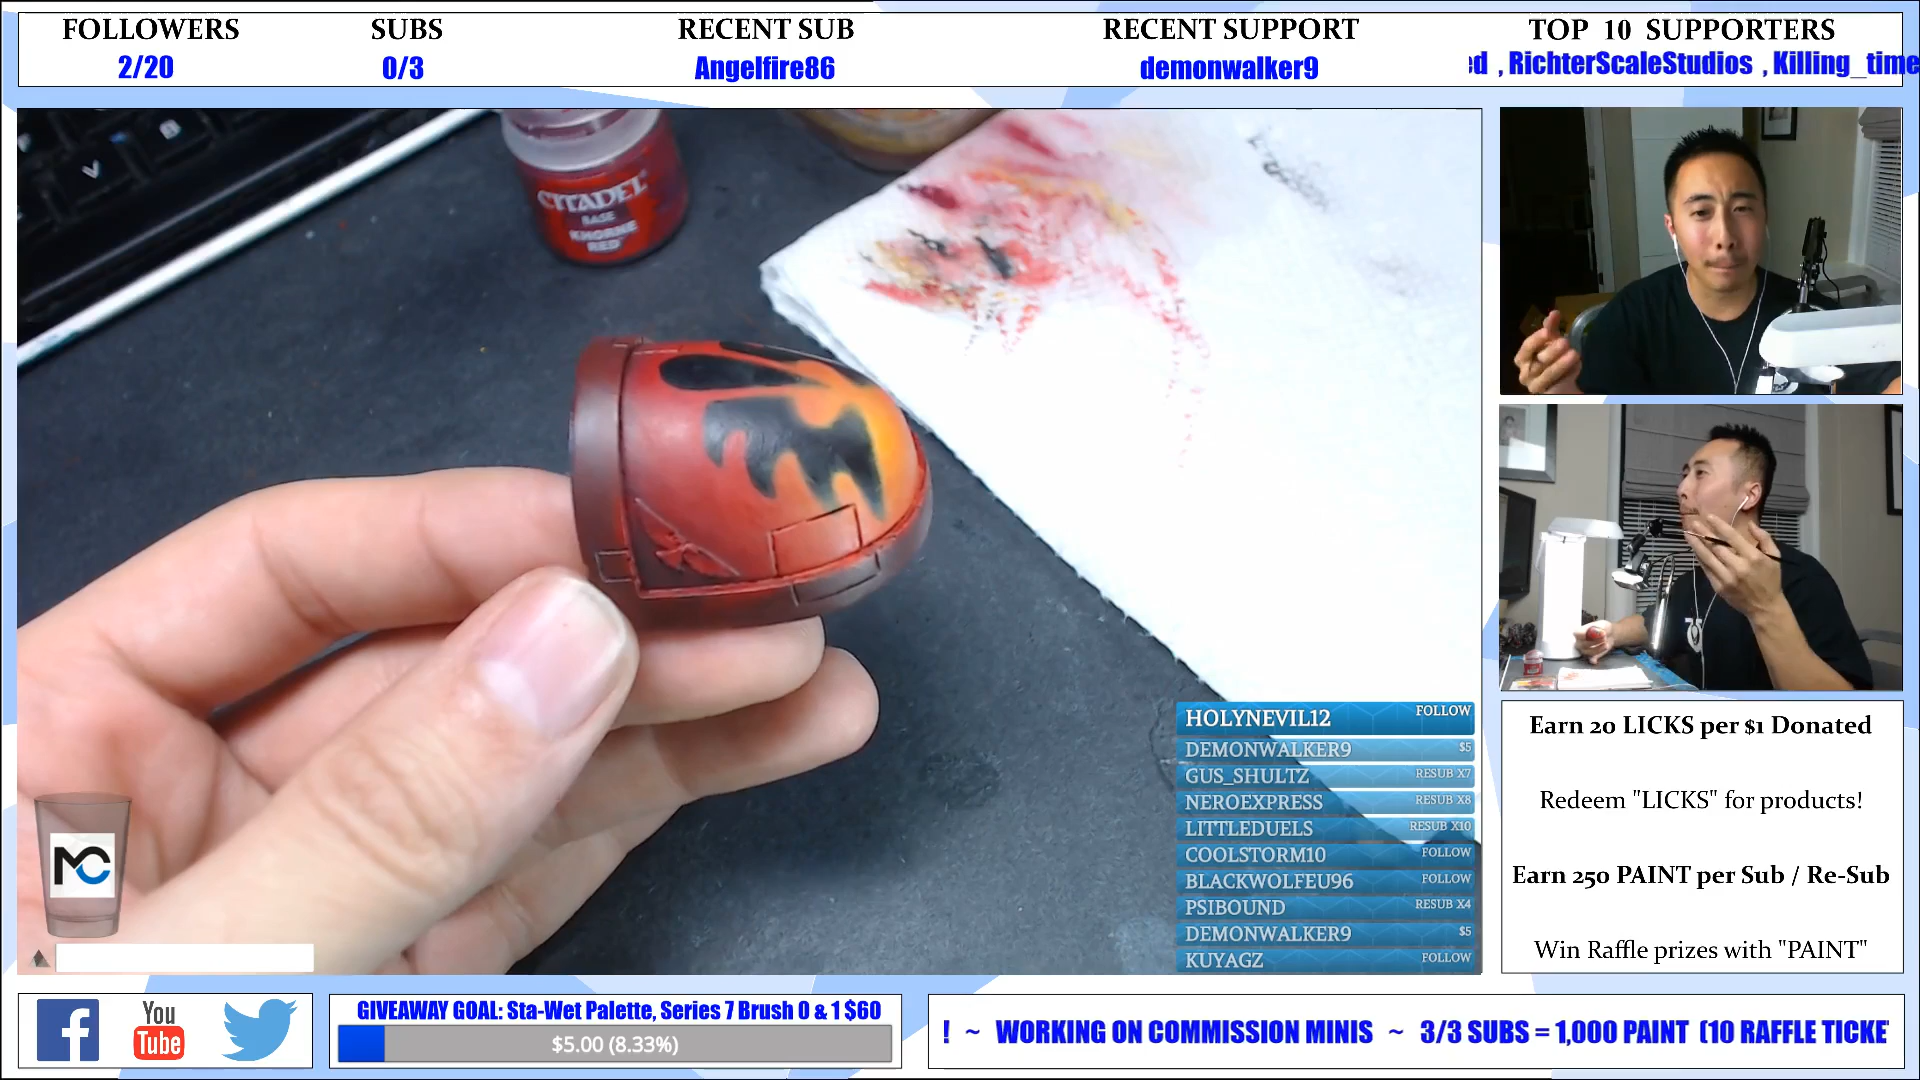 FOLLOWERS
2/20
SUBS
0/3
RECENT SUB
Angelfire86
RECENT SUPPORT
demonwalker9
TOP 10 SUPPORTERS
ed , RichterScaleStudios , Killing_time
V
B
CITADEL
BASE
KHORNE
RED
HOLYNEVIL12 FOLLOW
DEMONWALKER9 $5
GUS_SHULTZ RESUB X7
NEROEXPRESS RESUB X8
LITTLEDUELS RESUB X10
COOLSTORM10 FOLLOW
BLACKWOLFEU96 FOLLOW
PSIBOUND RESUB X4
DEMONWALKER9 $5
KUYAGZ FOLLOW
MC
Earn 20 LICKS per $1 Donated
Redeem "LICKS" for products!
Earn 250 PAINT per Sub / Re-Sub
Win Raffle prizes with "PAINT"
f
You
Tube
GIVEAWAY GOAL: Sta-Wet Palette, Series 7 Brush 0 & 1 $60
$5.00 (8.33%)
! ~ WORKING ON COMMISSION MINIS ~ 3/3 SUBS = 1,000 PAINT (10 RAFFLE TICKE